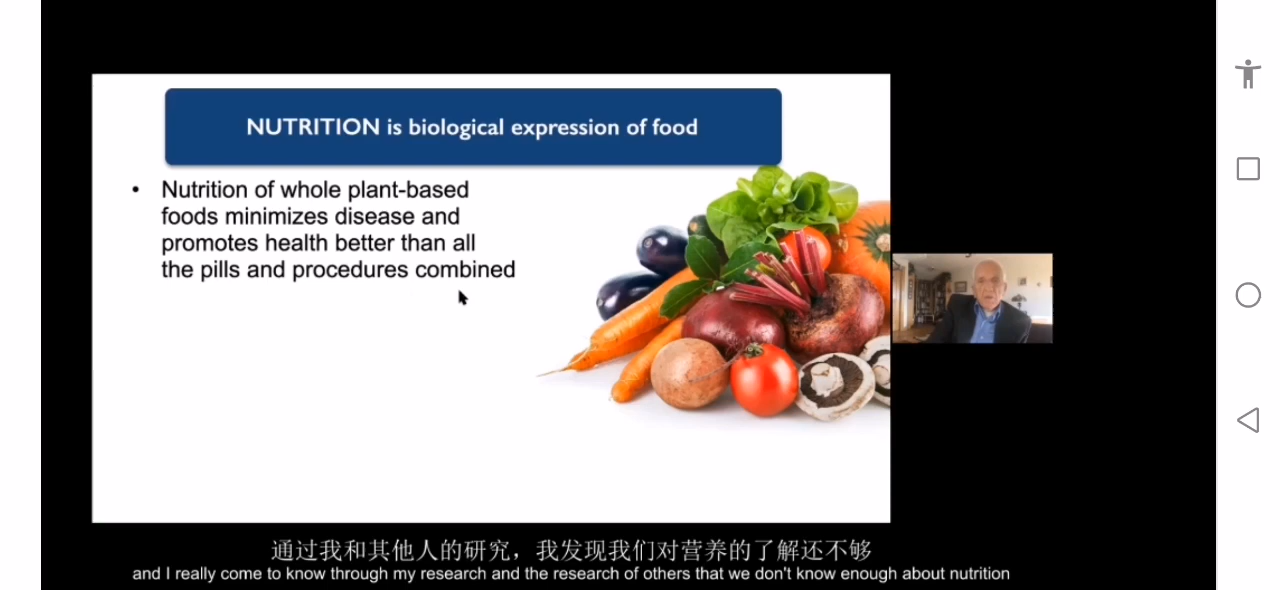 NUTRITION is biological expression of food
• Nutrition of whole plant-based
foods minimizes disease and
promotes health better than all
the pills and procedures combined
通过我和其他人的研究，我发现我们对营养的了解还不够
and I really come to know through my research and the research of others that we don't know enough about nutrition